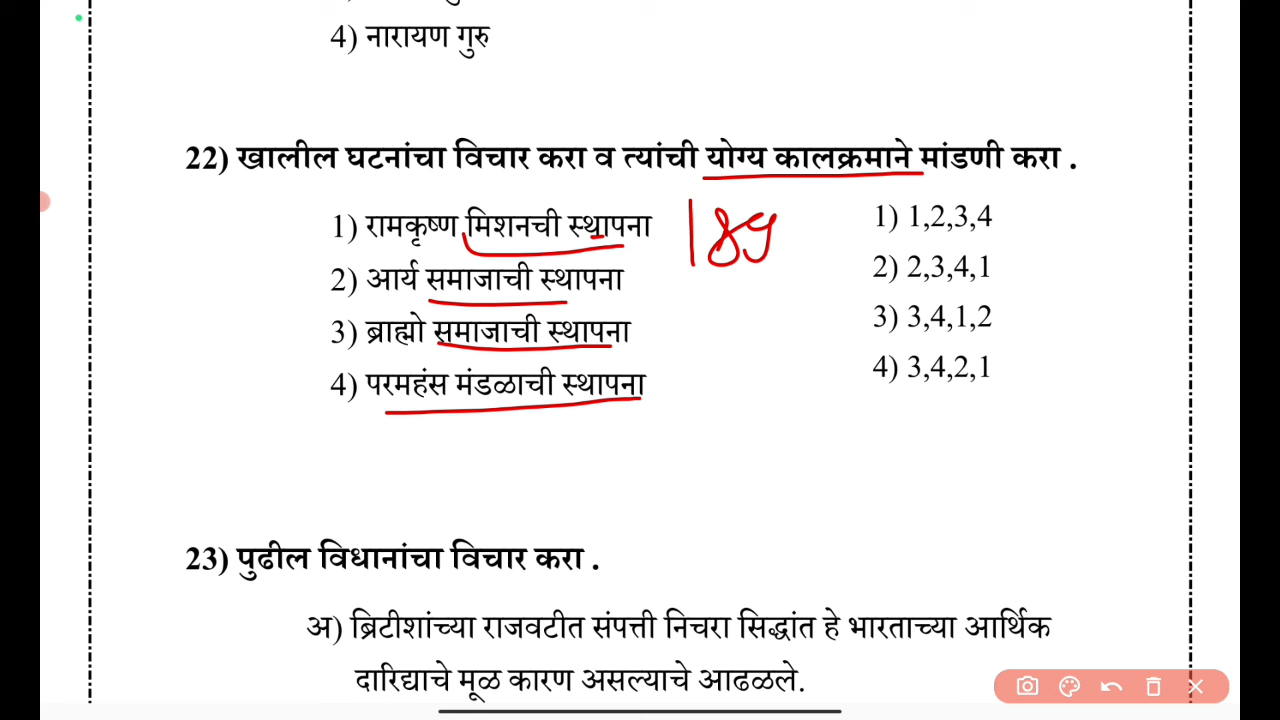 4) नारायण गुरु
22) खालील घटनांचा विचार करा व त्यांची योग्य कालक्रमाने मांडणी करा .
1) रामकृष्ण मिशनची स्थापना
189
2) आर्य समाजाची स्थापना
3) ब्राह्मो समाजाची स्थापना
4) परमहंस मंडळाची स्थापना
1) 1,2,3,4
2) 2,3,4,1
3) 3,4,1,2
4) 3,4,2,1
23) पुढील विधानांचा विचार करा .
अ) ब्रिटीशांच्या राजवटीत संपत्ती निचरा सिद्धांत हे भारताच्या आर्थिक
दारिद्याचे मूळ कारण असल्याचे आढळले.